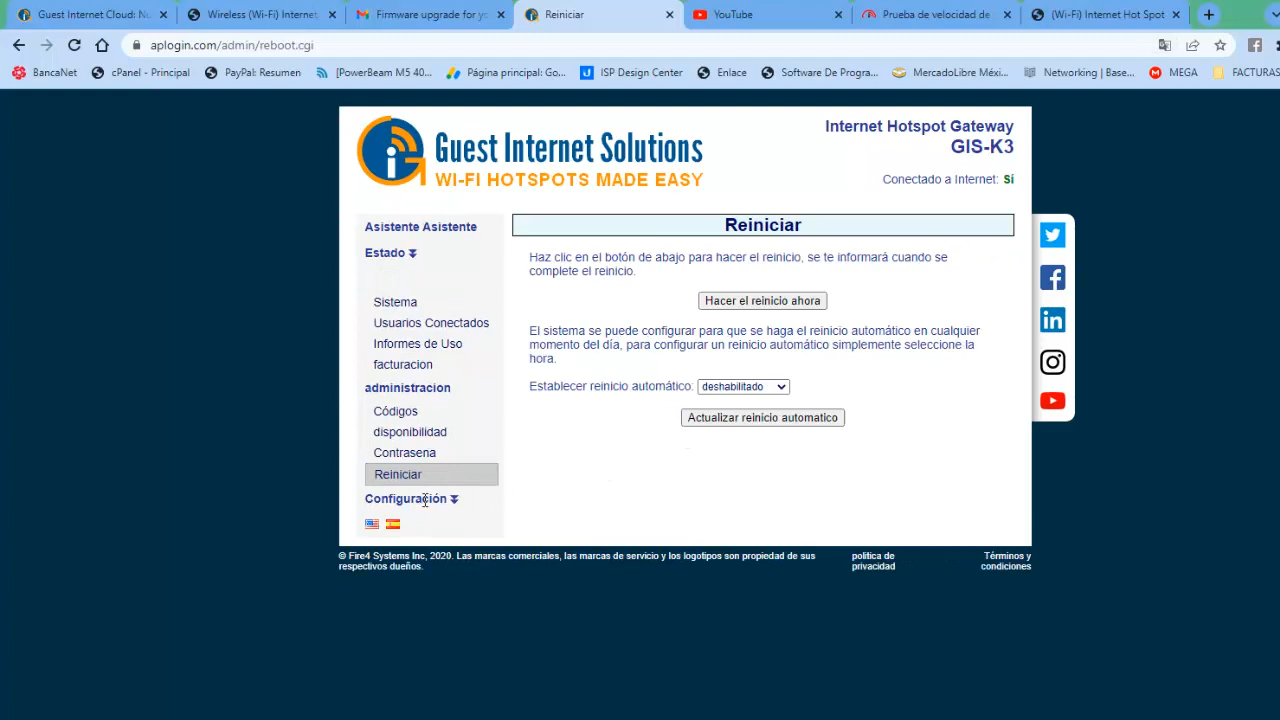 Guest Internet Cloud: Nu
Wireless (Wi-Fi) Internet
Firmware upgrade for yo
Reiniciar
YouTube
Prueba de velocidad de
(Wi-Fi) Internet Hot Spot
aplogin.com/admin/reboot.cgi
BancaNet
cPanel - Principal
PayPal: Resumen
[PowerBeam M5 40...
Página principal: Go...
ISP Design Center
Enlace
Software De Progra...
MercadoLibre Méxi...
Networking | Base...
MEGA
FACTURAS
Guest Internet Solutions
WI-FI HOTSPOTS MADE EASY
Internet Hotspot Gateway
GIS-K3
Conectado a Internet: Si
Asistente Asistente
Estado
Sistema
Usuarios Conectados
Informes de Uso
facturacion
administracion
Códigos
disponibilidad
Contrasena
Reiniciar
Configuración
Reiniciar
Haz clic en el botón de abajo para hacer el reinicio, se te informará cuando se
complete el reinicio.
Hacer el reinicio ahora
El sistema se puede configurar para que se haga el reinicio automático en cualquier
momento del día, para configurar un reinicio automático simplemente seleccione la
hora.
Establecer reinicio automático: deshabilitado
Actualizar reinicio automatico
© Fire4 Systems Inc, 2020. Las marcas comerciales, las marcas de servicio y los logotipos son propiedad de sus
respectivos dueños.
política de
privacidad
Términos y
condiciones